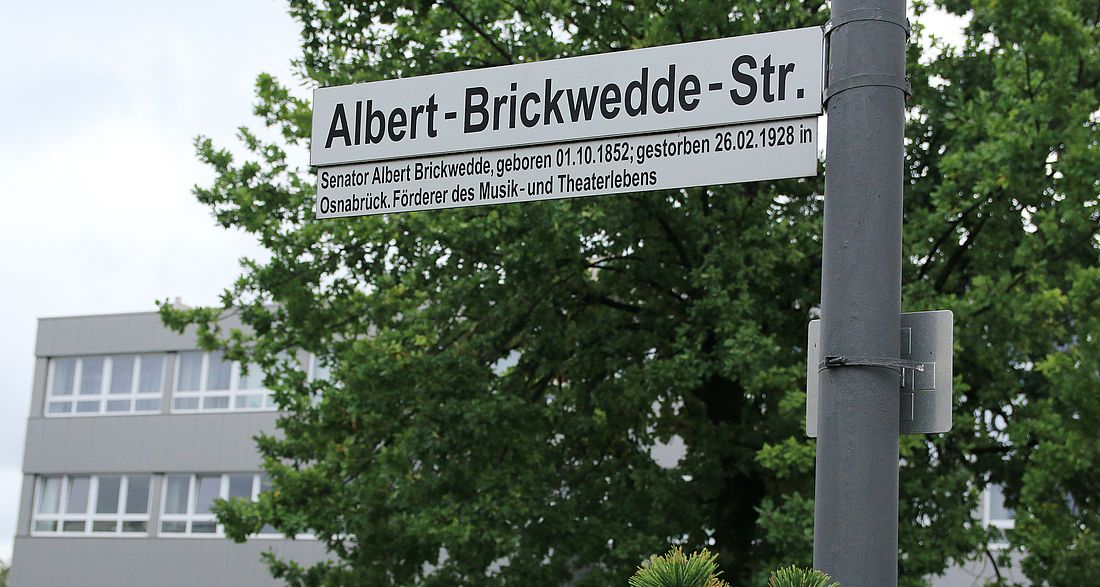 Albert-Brickwedde-Str.
Senator Albert Brickwedde, geboren 01.10.1852; gestorben 26.02.1928 in
Osnabrück. Förderer des Musik- und Theaterlebens